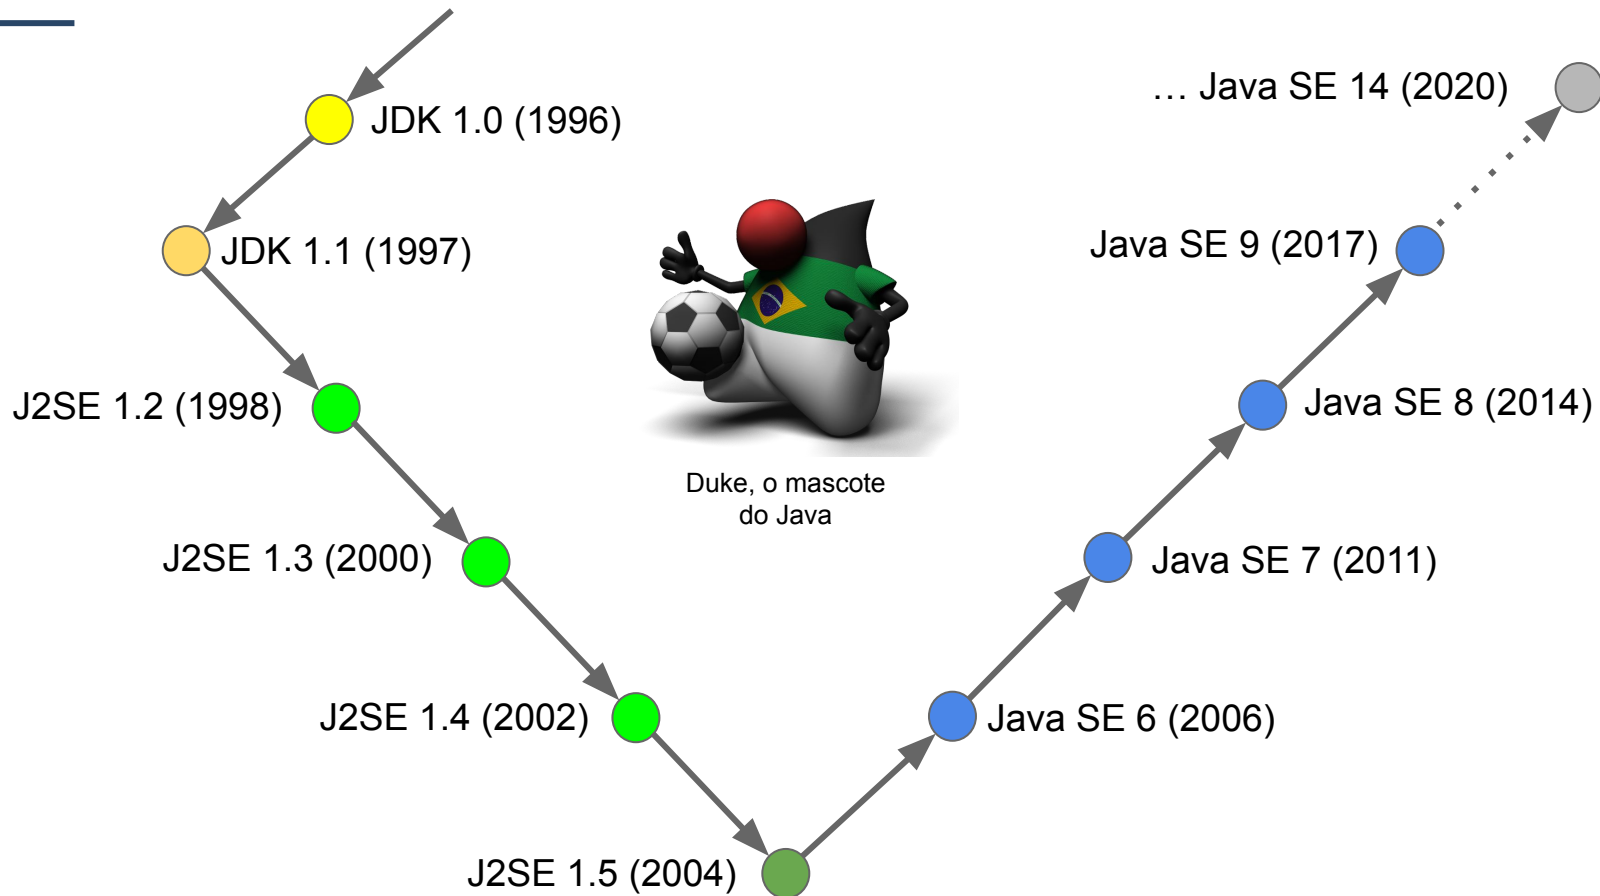 JDK 1.0 (1996)
JDK 1.1 (1997)
J2SE 1.2 (1998)
J2SE 1.3 (2000)
J2SE 1.4 (2002)
J2SE 1.5 (2004)
Java SE 6 (2006)
Java SE 7 (2011)
Java SE 8 (2014)
Java SE 9 (2017)
… Java SE 14 (2020)
Duke, o mascote
do Java